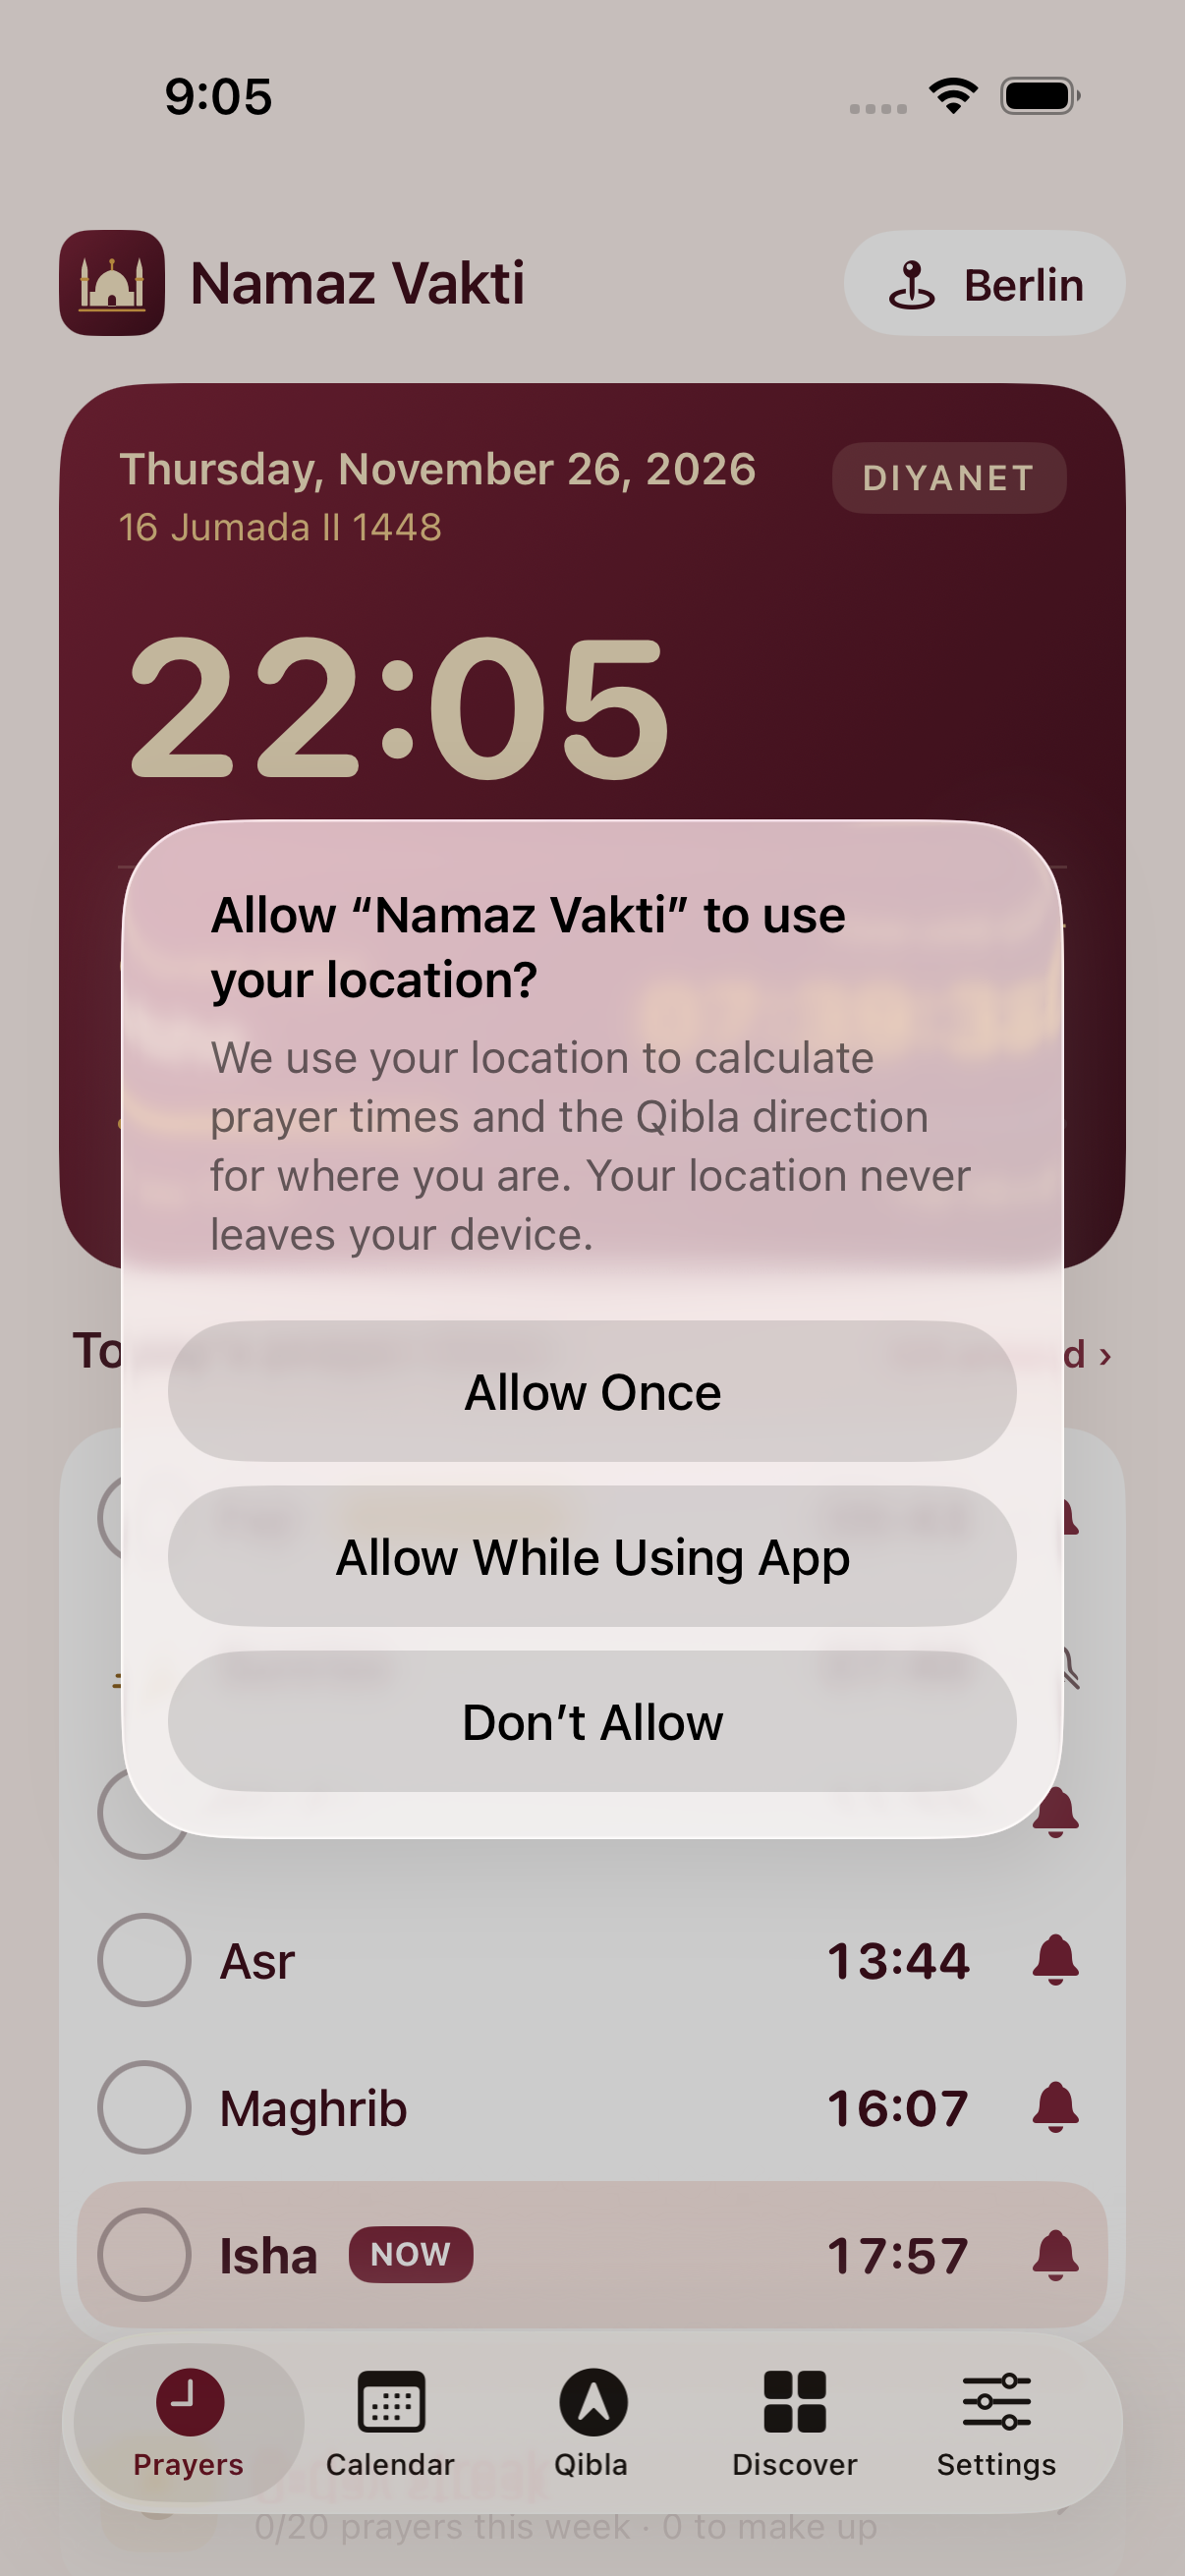 9:05
Namaz Vakti
Berlin
Thursday, November 26, 2026
DIYANET
16 Jumada II 1448
22:05
Allow “Namaz Vakti” to use
your location?
We use your location to calculate
prayer times and the Qibla direction
for where you are. Your location never
leaves your device.
Allow Once
Allow While Using App
Don’t Allow
Asr 13:44
Maghrib 16:07
Isha NOW 17:57
Prayers Calendar Qibla Discover Settings
0/20 prayers this week · 0 to make up